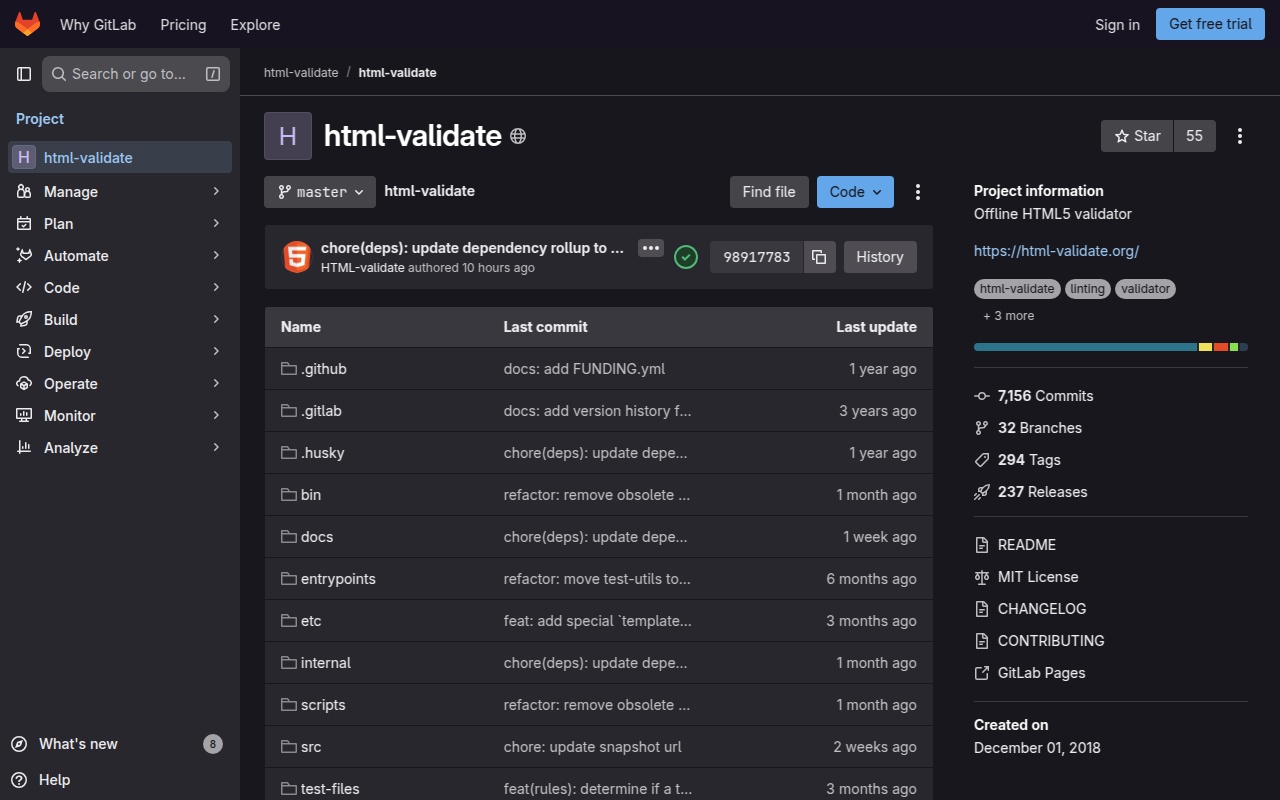 Why GitLab
Pricing
Explore
Sign in
Get free trial
Search or go to...
/
Project
H html-validate
Manage
Plan
Automate
Code
Build
Deploy
Operate
Monitor
Analyze
What's new
8
Help
html-validate / html-validate
H
html-validate
Star 55
master
html-validate
Find file
Code
chore(deps): update dependency rollup to ...
HTML-validate authored 10 hours ago
98917783
History
Name Last commit Last update
.github docs: add FUNDING.yml 1 year ago
.gitlab docs: add version history f... 3 years ago
.husky chore(deps): update depe... 1 year ago
bin refactor: remove obsolete ... 1 month ago
docs chore(deps): update depe... 1 week ago
entrypoints refactor: move test-utils to... 6 months ago
etc feat: add special `template... 3 months ago
internal chore(deps): update depe... 1 month ago
scripts refactor: remove obsolete ... 1 month ago
src chore: update snapshot url 2 weeks ago
test-files feat(rules): determine if a t... 3 months ago
Project information
Offline HTML5 validator
https://html-validate.org/
html-validate linting validator
+ 3 more
7,156 Commits
32 Branches
294 Tags
237 Releases
README
MIT License
CHANGELOG
CONTRIBUTING
GitLab Pages
Created on
December 01, 2018